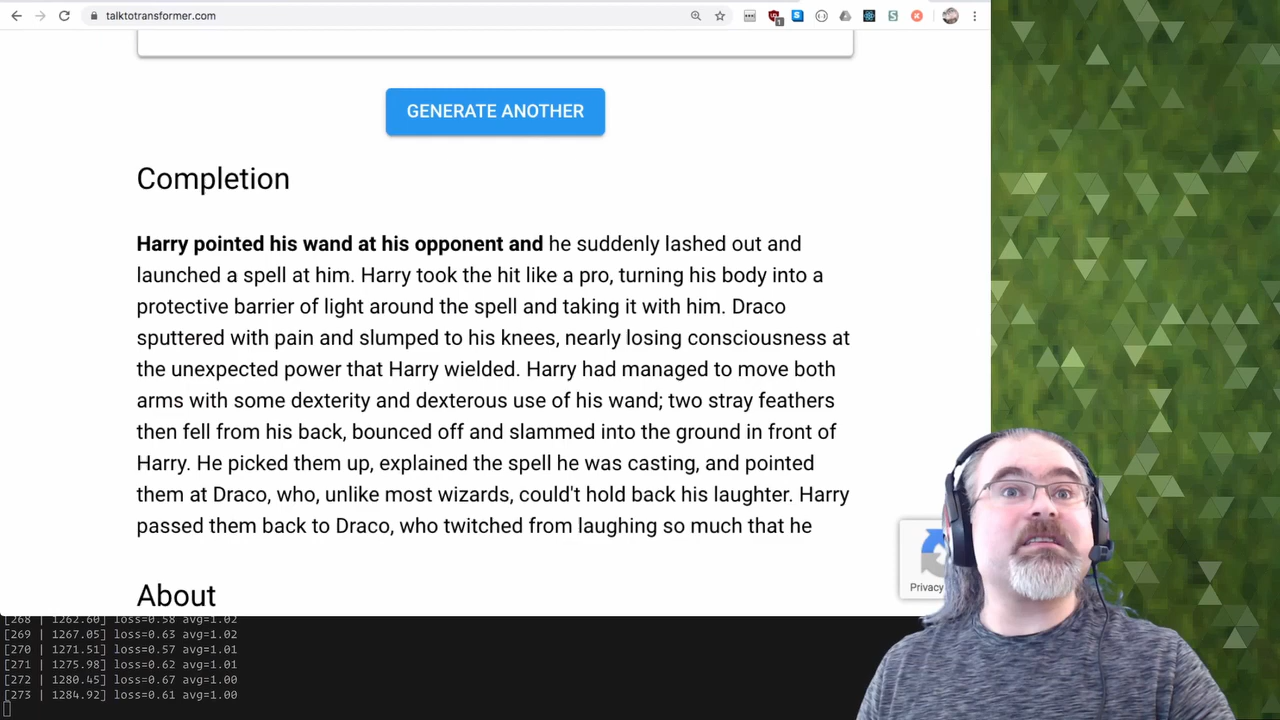 talktotransformer.com
GENERATE ANOTHER
Completion
Harry pointed his wand at his opponent and he suddenly lashed out and
launched a spell at him. Harry took the hit like a pro, turning his body into a
protective barrier of light around the spell and taking it with him. Draco
sputtered with pain and slumped to his knees, nearly losing consciousness at
the unexpected power that Harry wielded. Harry had managed to move both
arms with some dexterity and dexterous use of his wand; two stray feathers
then fell from his back, bounced off and slammed into the ground in front of
Harry. He picked them up, explained the spell he was casting, and pointed
them at Draco, who, unlike most wizards, couldn't hold back his laughter. Harry
passed them back to Draco, who twitched from laughing so much that he
Privacy
About
[268 | 1262.60] loss=0.58 avg=1.02
[269 | 1267.05] loss=0.63 avg=1.02
[270 | 1271.51] loss=0.57 avg=1.01
[271 | 1275.98] loss=0.62 avg=1.01
[272 | 1280.45] loss=0.67 avg=1.00
[273 | 1284.92] loss=0.61 avg=1.00